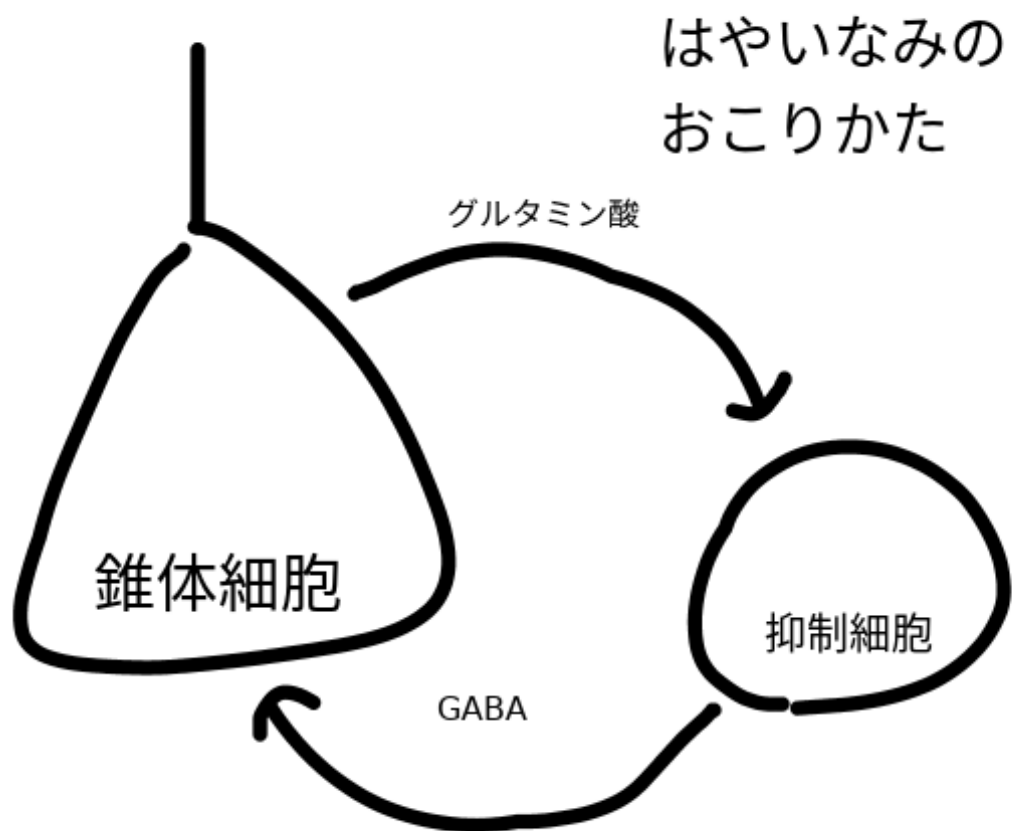 はやいなみの
おこりかた
グルタミン酸
錐体細胞
抑制細胞
GABA